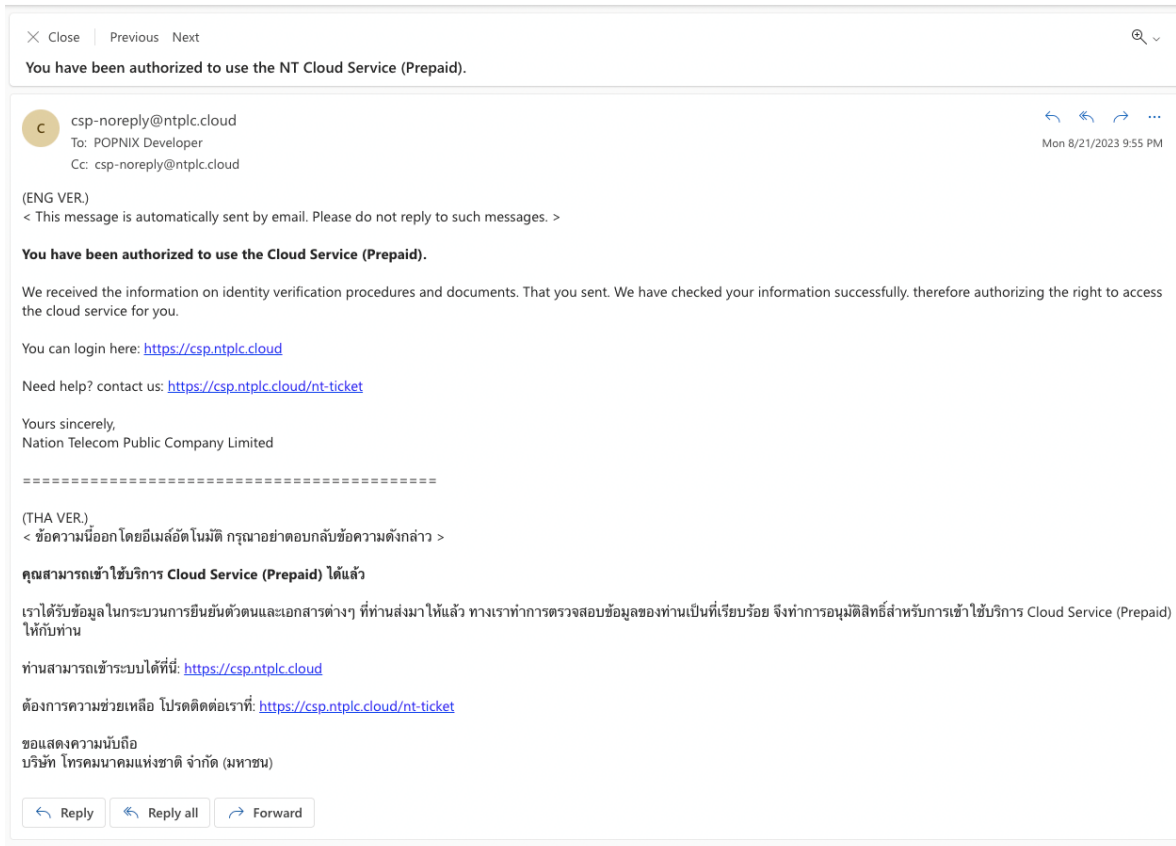 Close
Previous
Next
You have been authorized to use the NT Cloud Service (Prepaid).
C
csp-noreply@ntplc.cloud
To: POPNIX Developer
Cc: csp-noreply@ntplc.cloud
Mon 8/21/2023 9:55 PM
(ENG VER.)
< This message is automatically sent by email. Please do not reply to such messages. >
You have been authorized to use the Cloud Service (Prepaid).
We received the information on identity verification procedures and documents. That you sent. We have checked your information successfully. therefore authorizing the right to access
the cloud service for you.
You can login here: https://csp.ntplc.cloud
Need help? contact us: https://csp.ntplc.cloud/nt-ticket
Yours sincerely,
Nation Telecom Public Company Limited
===========================================
(THA VER.)
< ข้อความนี้ออกโดยอีเมล์อัตโนมัติ กรุณาอย่าตอบกลับข้อความดังกล่าว >
คุณสามารถเข้าใช้บริการ Cloud Service (Prepaid) ได้แล้ว
เราได้รับข้อมูลในกระบวนการยืนยันตัวตนและเอกสารต่างๆ ที่ท่านส่งมาให้แล้ว ทางเราทำการตรวจสอบข้อมูลของท่านเป็นที่เรียบร้อย จึงทำการอนุมัติสิทธิ์สำหรับการเข้าใช้บริการ Cloud Service (Prepaid)
ให้กับท่าน
ท่านสามารถเข้าระบบได้ที่นี่: https://csp.ntplc.cloud
ต้องการความช่วยเหลือ โปรดติดต่อเราที่: https://csp.ntplc.cloud/nt-ticket
ขอแสดงความนับถือ
บริษัท โทรคมนาคมแห่งชาติ จำกัด (มหาชน)
Reply
Reply all
Forward